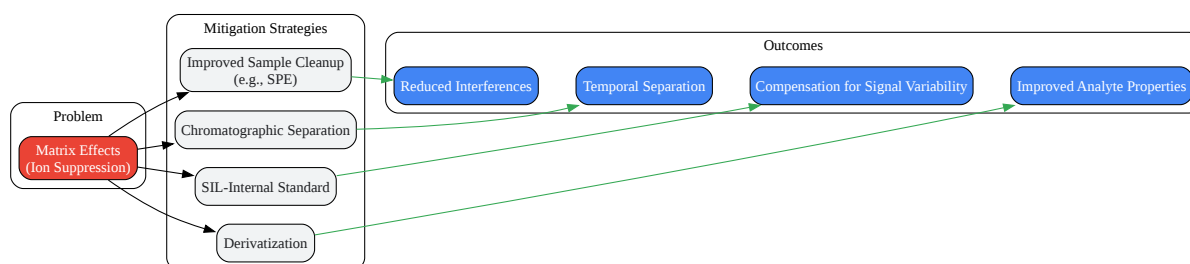 Problem
Matrix Effects
(Ion Suppression)
Mitigation Strategies
Improved Sample Cleanup
(e.g., SPE)
Chromatographic Separation
SIL-Internal Standard
Derivatization
Outcomes
Reduced Interferences
Temporal Separation
Compensation for Signal Variability
Improved Analyte Properties